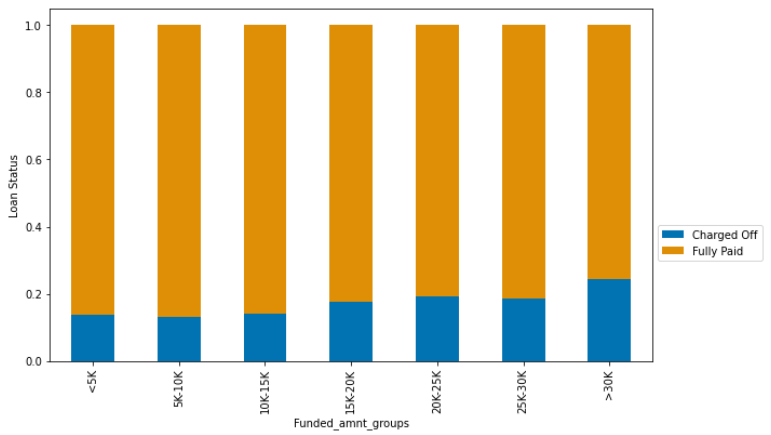 1.0
0.8
0.6
0.4
0.2
0.0
Loan Status
<5K
5K-10K
10K-15K
15K-20K
20K-25K
25K-30K
>30K
Funded_amnt_groups
Charged Off
Fully Paid